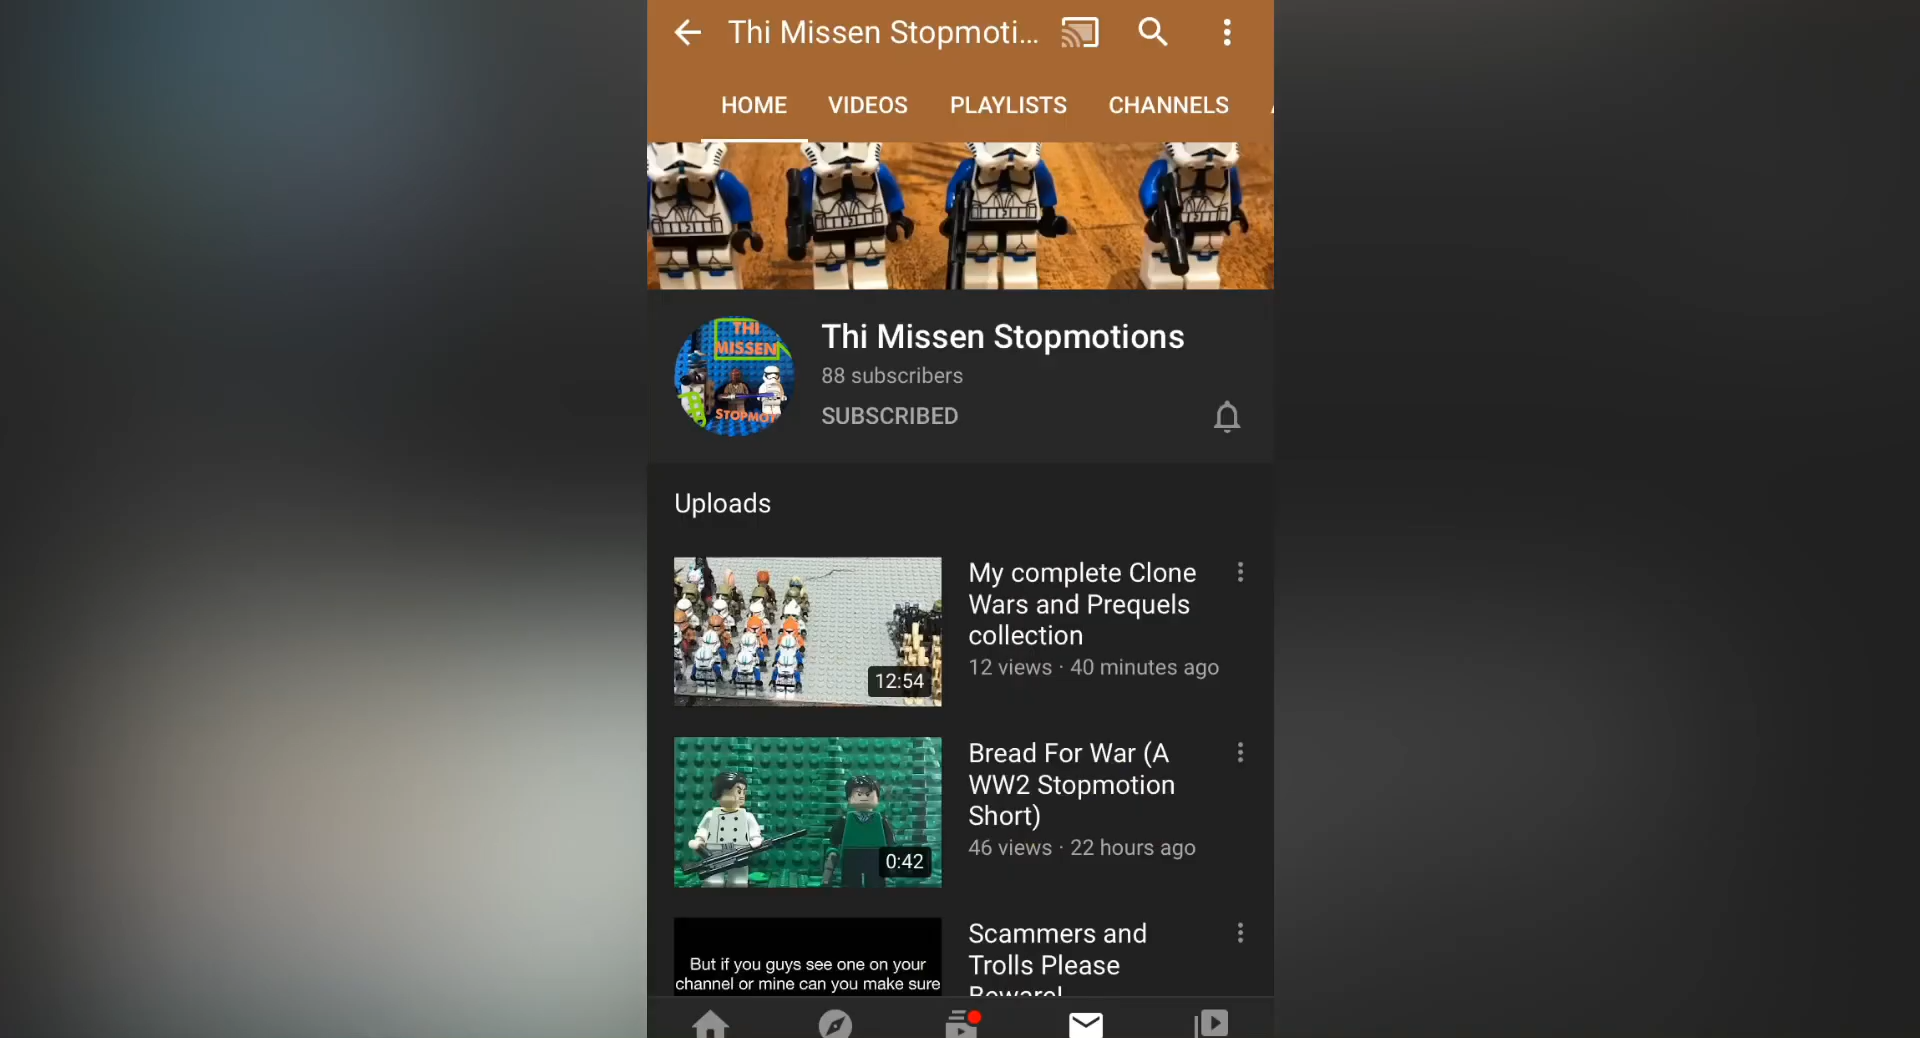 Thi Missen Stopmoti...
HOME VIDEOS PLAYLISTS CHANNELS
THI
MISSEN
STOPMOT
Thi Missen Stopmotions
88 subscribers
SUBSCRIBED
Uploads
My complete Clone
Wars and Prequels
collection
12 views · 40 minutes ago
12:54
Bread For War (A
WW2 Stopmotion
Short)
46 views · 22 hours ago
0:42
Scammers and
Trolls Please
Beware!
But if you guys see one on your
channel or mine can you make sure